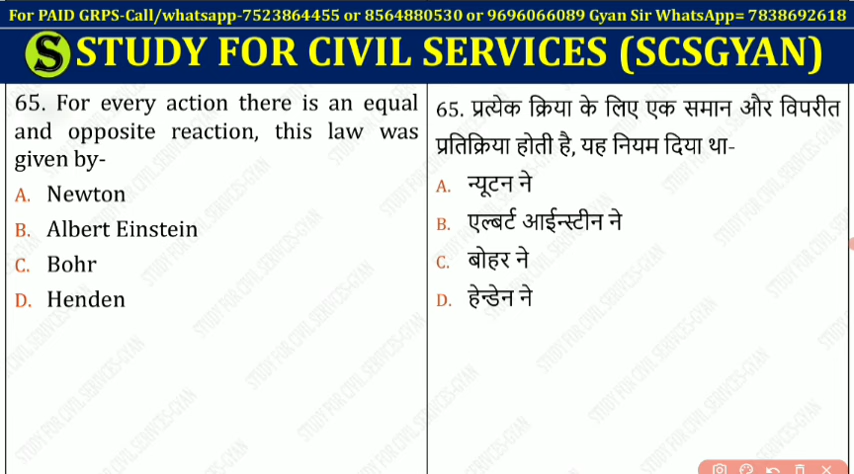 For PAID GRPS-Call/whatsapp-7523864455 or 8564880530 or 9696066089 Gyan Sir WhatsApp= 7838692618
S STUDY FOR CIVIL SERVICES (SCSGYAN)
65. For every action there is an equal
and opposite reaction, this law was
given by-
A. Newton
B. Albert Einstein
C. Bohr
D. Henden
65. प्रत्येक क्रिया के लिए एक समान और विपरीत
प्रतिक्रिया होती है, यह नियम दिया था-
A. न्यूटन ने
B. एल्बर्ट आईन्स्टीन ने
C. बोहर ने
D. हेन्डेन ने